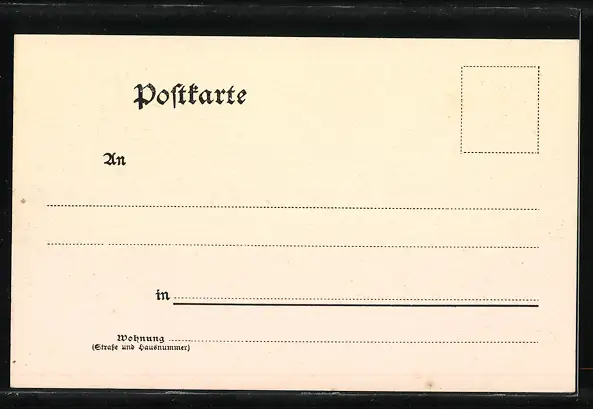 Postkarte
An
in
Wohnung
(Straße und Hausnummer)